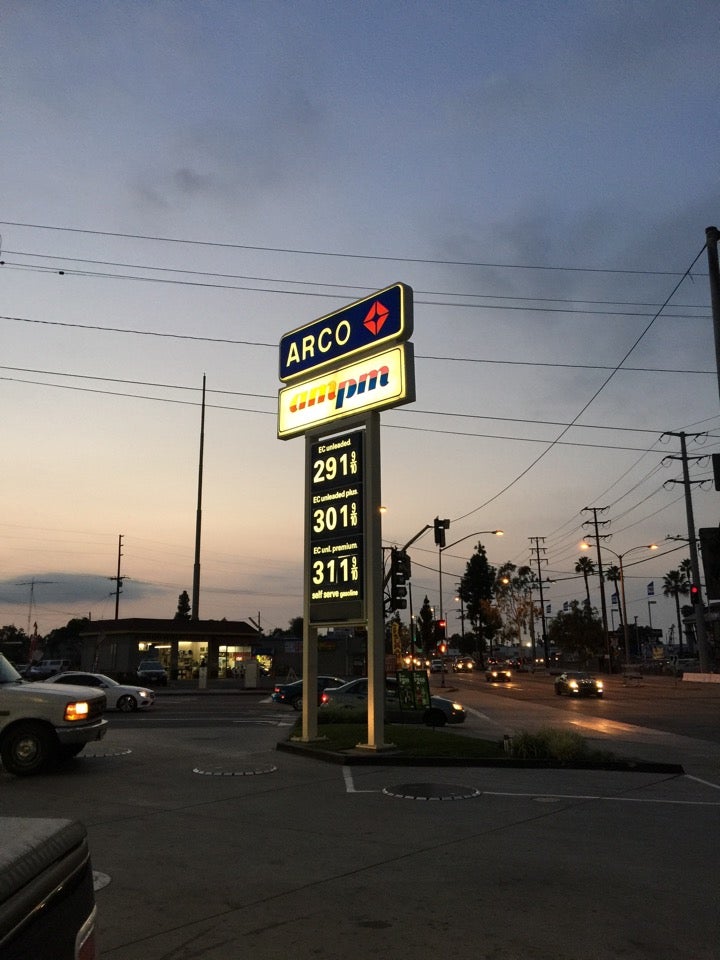 ARCO
ampm
EC unleaded
291 9/10
EC unleaded plus
301 9/10
EC unl. premium
311 9/10
self serve gasoline